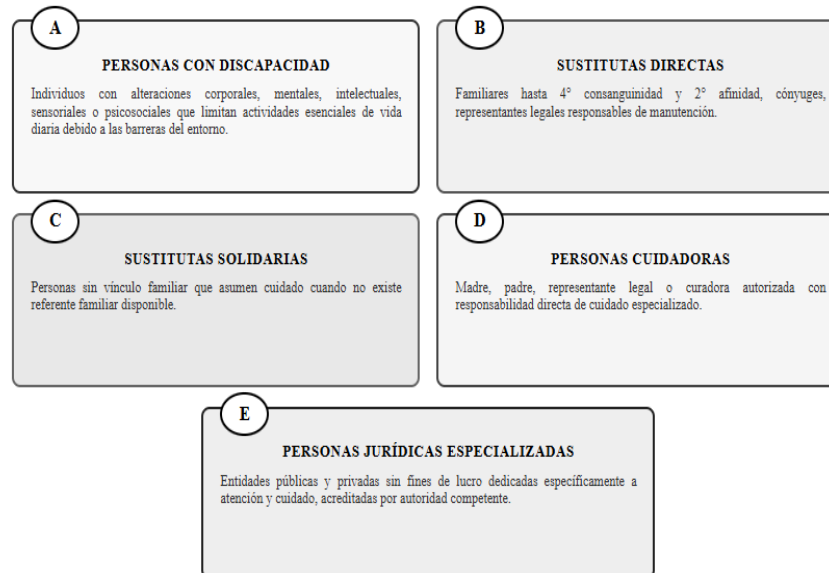 A
PERSONAS CON DISCAPACIDAD
Individuos con alteraciones corporales, mentales, intelectuales,
sensoriales o psicosociales que limitan actividades esenciales de vida
diaria debido a las barreras del entorno.
B
SUSTITUTAS DIRECTAS
Familiares hasta 4° consanguinidad y 2° afinidad, cónyuges,
representantes legales responsables de manutención.
C
SUSTITUTAS SOLIDARIAS
Personas sin vínculo familiar que asumen cuidado cuando no existe
referente familiar disponible.
D
PERSONAS CUIDADORAS
Madre, padre, representante legal o curadora autorizada con
responsabilidad directa de cuidado especializado.
E
PERSONAS JURÍDICAS ESPECIALIZADAS
Entidades públicas y privadas sin fines de lucro dedicadas específicamente a
atención y cuidado, acreditadas por autoridad competente.